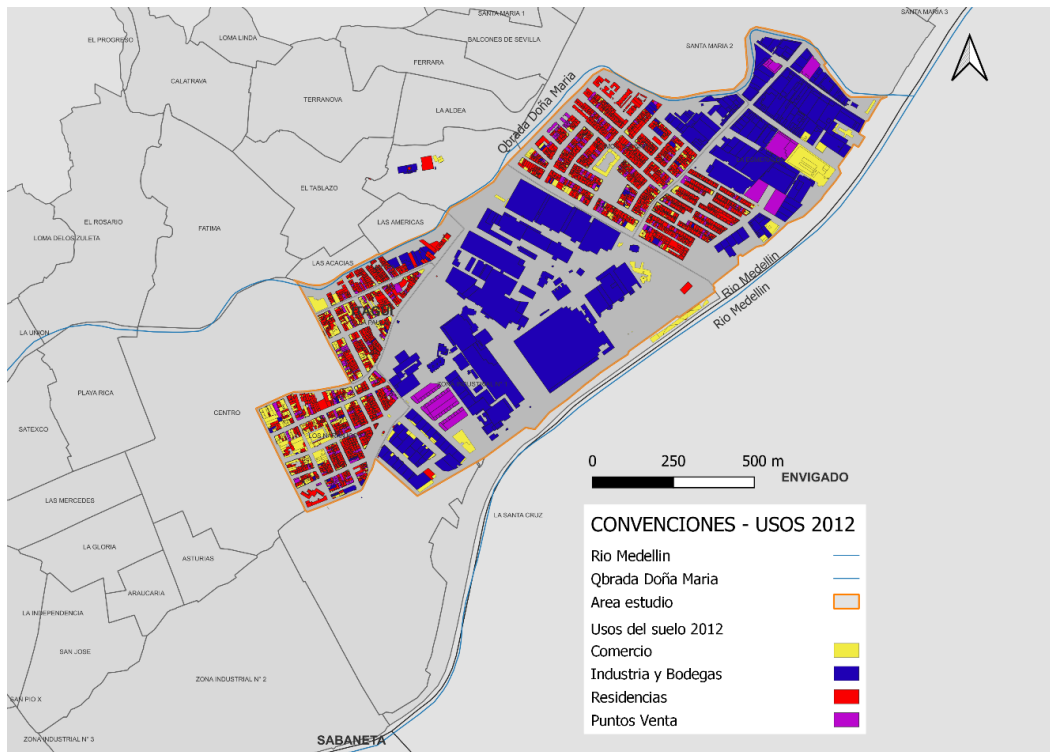 SANTA MARIA 1
SANTA MARIA 3
EL PROGRESO
LOMA LINDA
BALCONES DE SEVILLA
SANTA MARIA 2
FERRARA
CALATRAVA
TERRANOVA
LA ALDEA
Qbrada Doña Maria
EL TABLAZO
EL ROSARIO
LAS AMERICAS
FATIMA
LOMA DE LOS ZULETA
LAS ACACIAS
Rio Medellin
Rio Medellin
ITAGÜÍ
LA UNION
ZONA INDUSTRIAL N°
PLAYA RICA
CENTRO
SATEXCO
0 250 500 m
ENVIGADO
LAS MERCEDES
LA SANTA CRUZ
LA GLORIA
ASTURIAS
ARAUCARIA
LA INDEPENDENCIA
SAN JOSE
ZONA INDUSTRIAL N° 2
SAN PIO X
ZONA INDUSTRIAL N° 3
SABANETA
CONVENCIONES - USOS 2012
Rio Medellin
Qbrada Doña Maria
Area estudio
Usos del suelo 2012
Comercio
Industria y Bodegas
Residencias
Puntos Venta